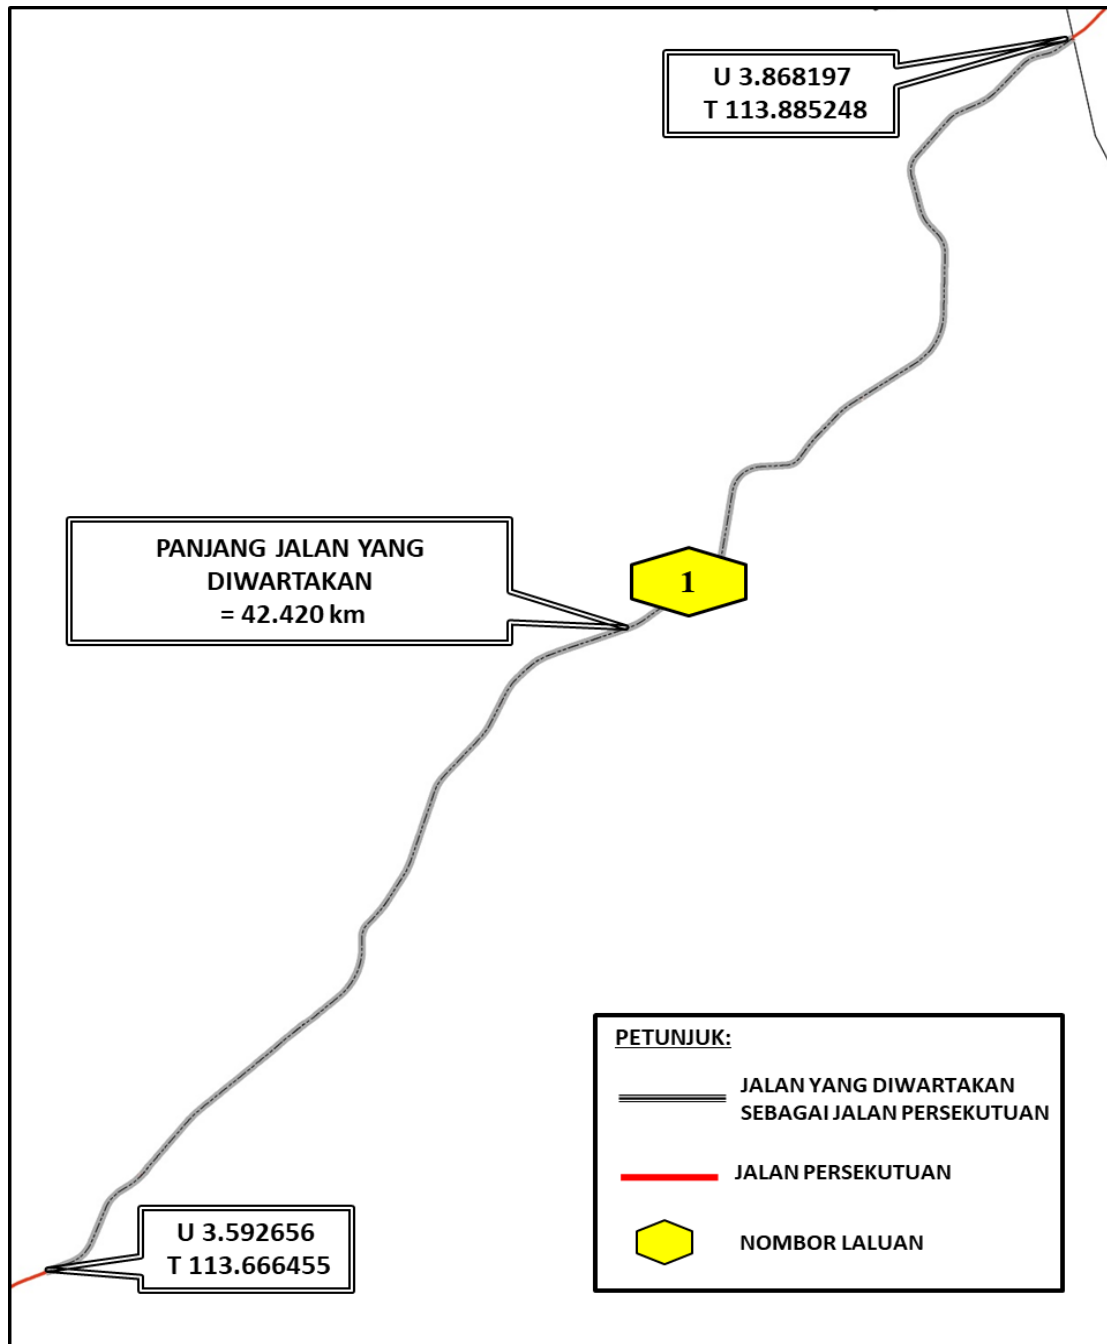 U 3.868197
T 113.885248
PANJANG JALAN YANG
DIWARTAKAN
= 42.420 km
1
PETUNJUK:
JALAN YANG DIWARTAKAN
SEBAGAI JALAN PERSEKUTUAN
JALAN PERSEKUTUAN
NOMBOR LALUAN
U 3.592656
T 113.666455